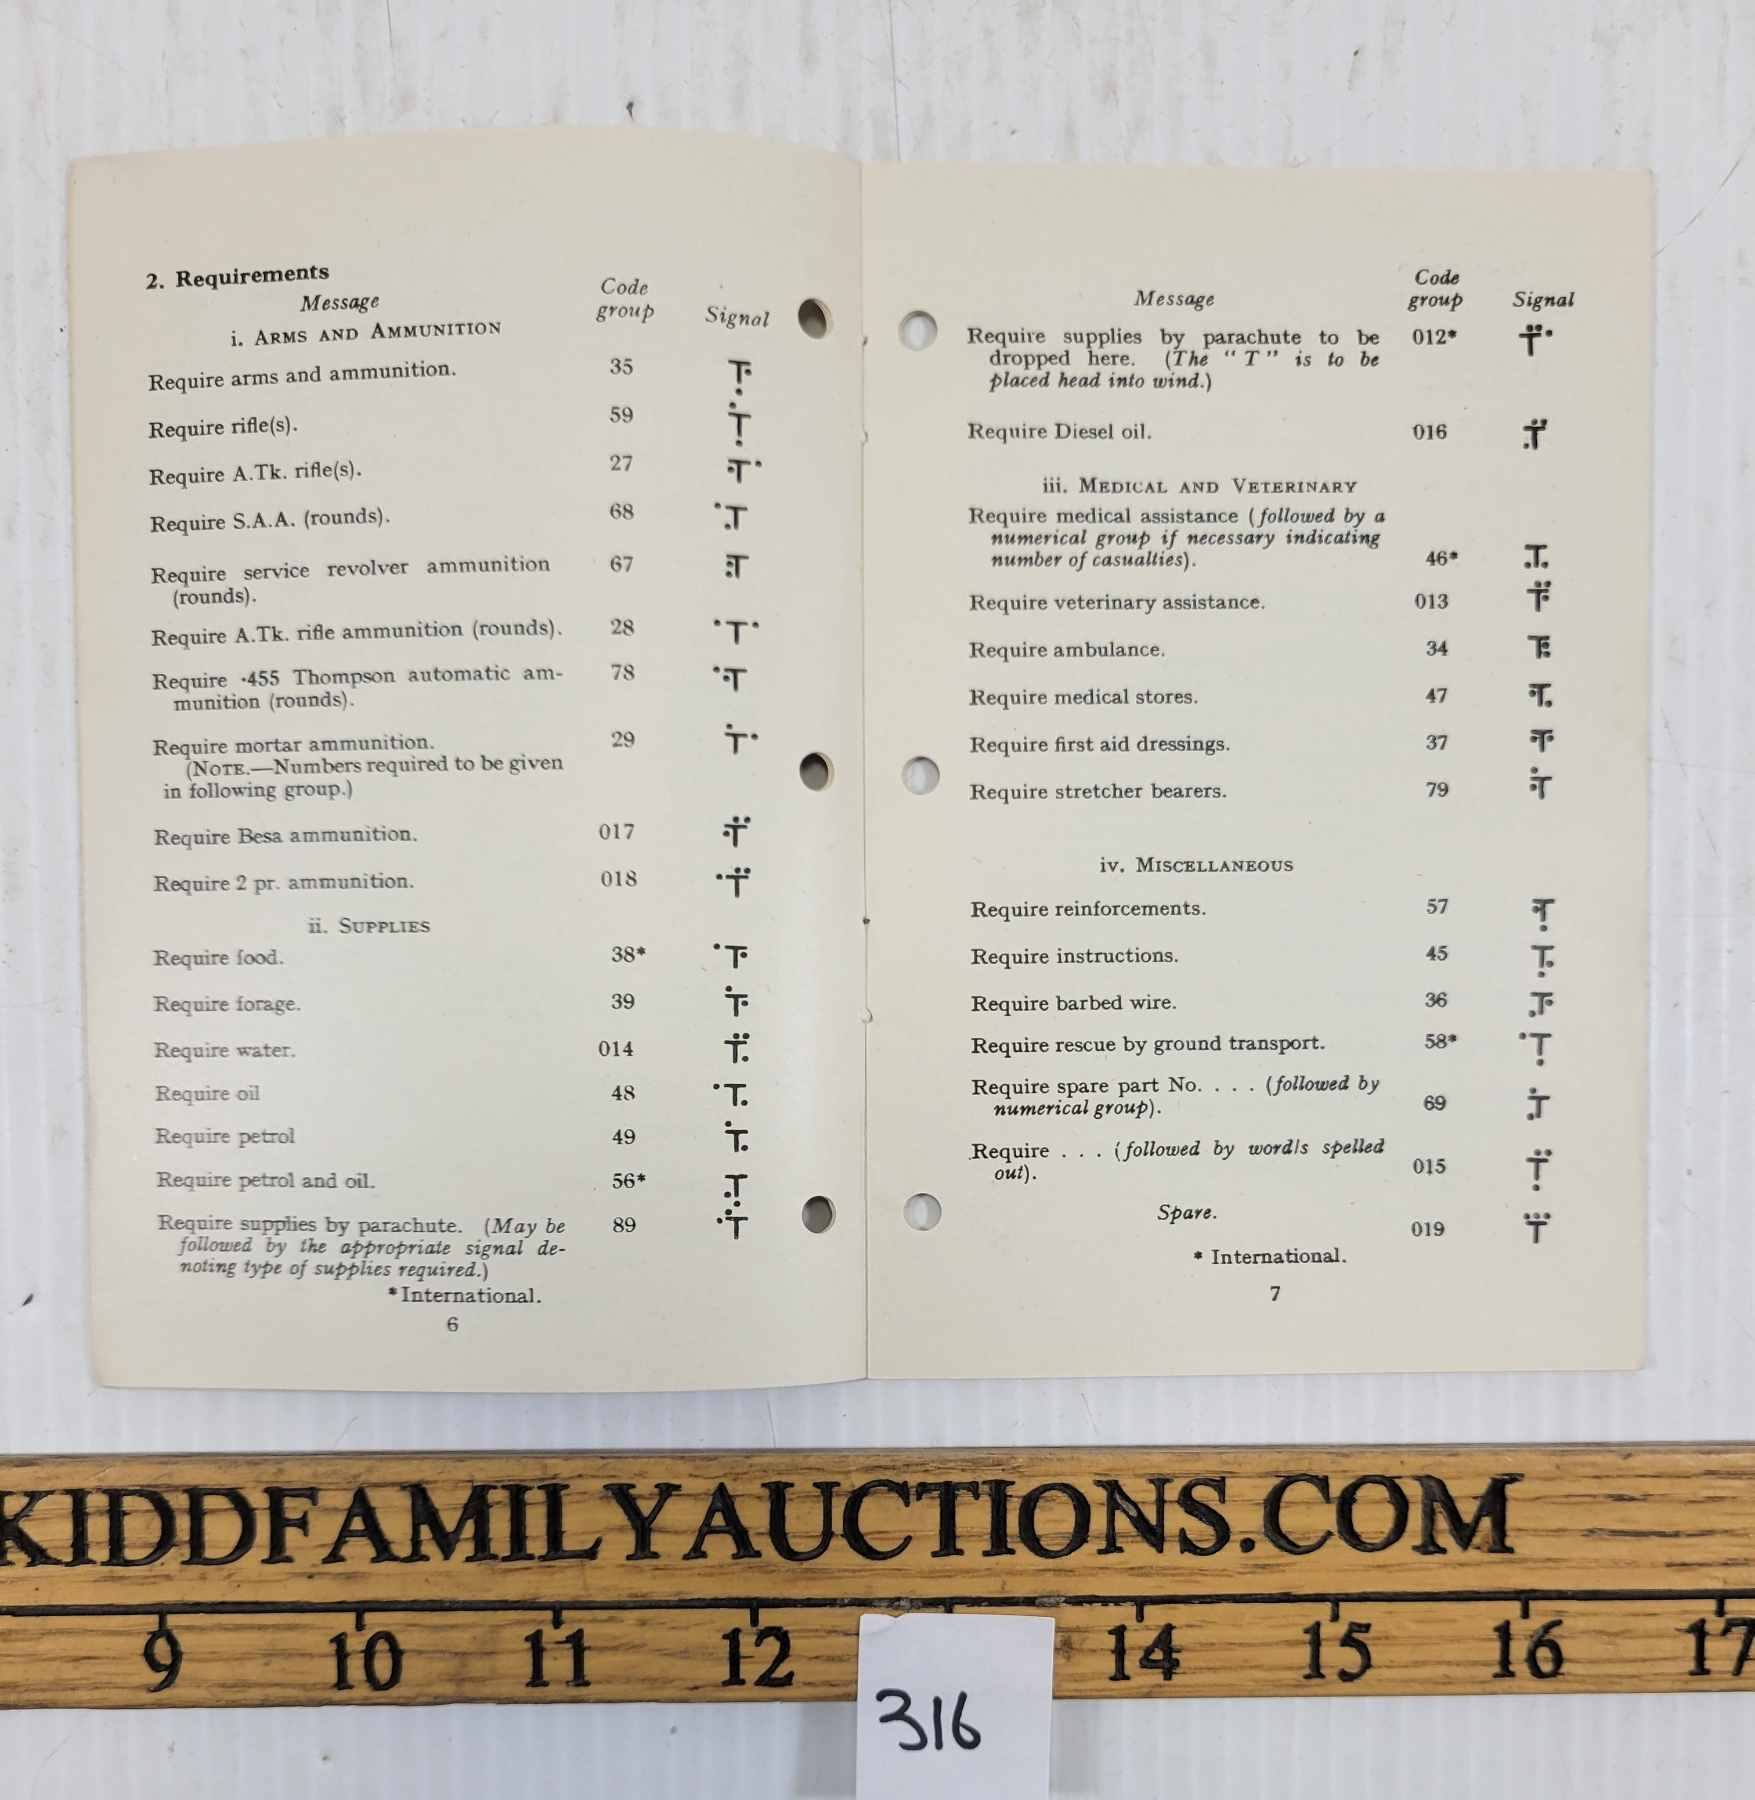 2. Requirements
Message Code group Signal
i. ARMS AND AMMUNITION
Require arms and ammunition. 35
Require rifle(s). 59
Require A.Tk. rifle(s). 27
Require S.A.A. (rounds). 68
Require service revolver ammunition 67
(rounds).
Require A.Tk. rifle ammunition (rounds). 28
Require ·455 Thompson automatic am- 78
munition (rounds).
Require mortar ammunition. 29
(NOTE.—Numbers required to be given
in following group.)
Require Besa ammunition. 017
Require 2 pr. ammunition. 018
ii. SUPPLIES
Require food. 38*
Require forage. 39
Require water. 014
Require oil 48
Require petrol 49
Require petrol and oil. 56*
Require supplies by parachute. (May be 89
followed by the appropriate signal de-
noting type of supplies required.)
*International.
6
Message Code group Signal
Require supplies by parachute to be 012*
dropped here. (The "T" is to be
placed head into wind.)
Require Diesel oil. 016
iii. MEDICAL AND VETERINARY
Require medical assistance (followed by a
numerical group if necessary indicating
number of casualties). 46*
Require veterinary assistance. 013
Require ambulance. 34
Require medical stores. 47
Require first aid dressings. 37
Require stretcher bearers. 79
iv. MISCELLANEOUS
Require reinforcements. 57
Require instructions. 45
Require barbed wire. 36
Require rescue by ground transport. 58*
Require spare part No. . . . (followed by
numerical group). 69
Require . . . (followed by word/s spelled
out). 015
Spare. 019
* International.
7
KIDDFAMILYAUCTIONS.COM
9 10 11 12 14 15 16 17
316